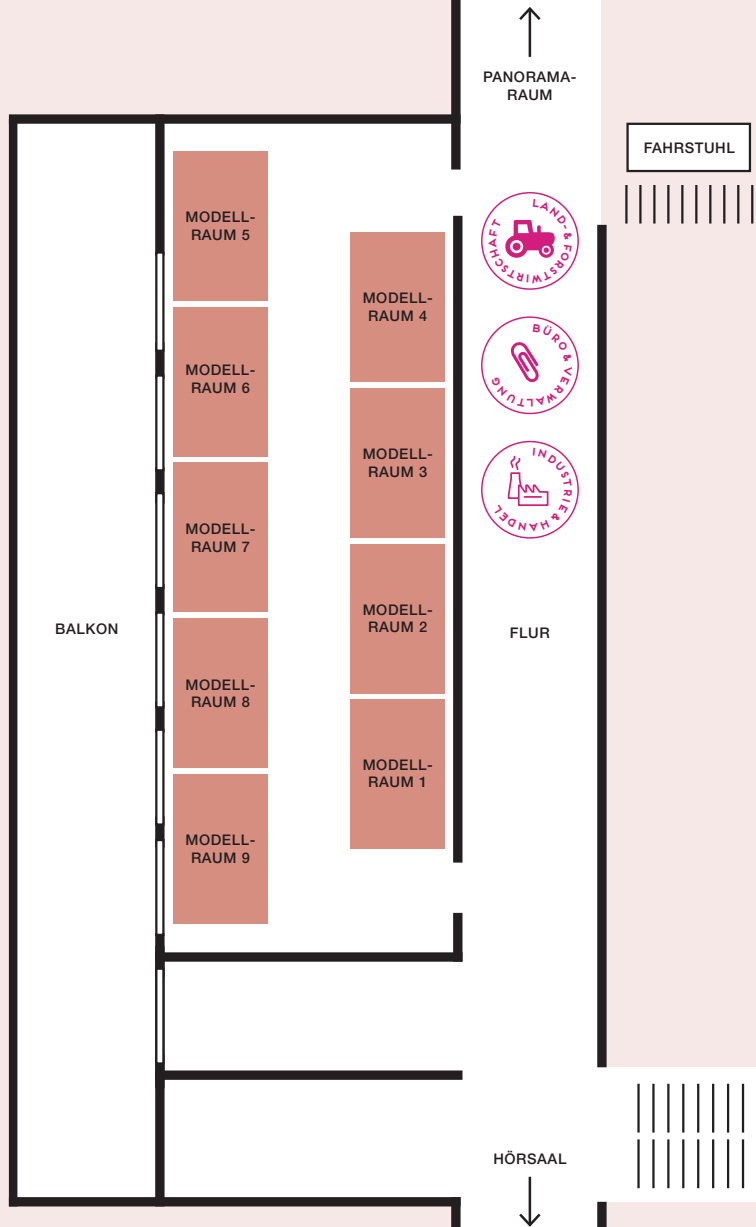 PANORAMA-
RAUM
FAHRSTUHL
LAND- & FORSTWIRTSCHAFT
MODELL-
RAUM 5
MODELL-
RAUM 4
BÜRO & VERWALTUNG
MODELL-
RAUM 6
MODELL-
RAUM 3
INDUSTRIE & HANDEL
MODELL-
RAUM 7
MODELL-
RAUM 2
BALKON
FLUR
MODELL-
RAUM 8
MODELL-
RAUM 1
MODELL-
RAUM 9
HÖRSAAL